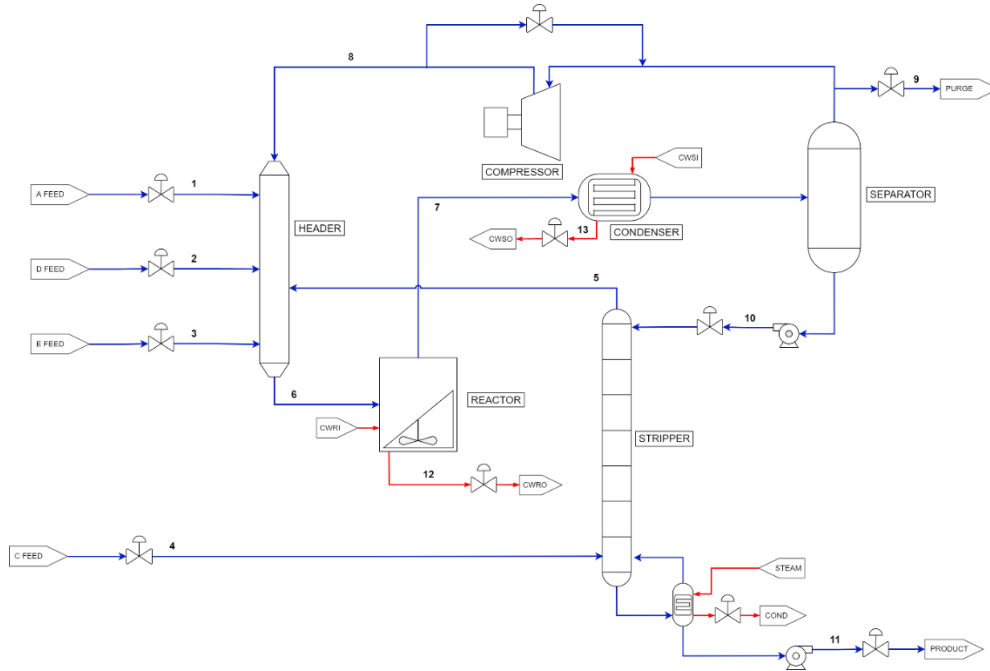 8
9
PURGE
COMPRESSOR
CWSI
A FEED
1
SEPARATOR
7
HEADER
13
CONDENSER
CWSO
D FEED
2
5
10
E FEED
3
6
REACTOR
CWRI
STRIPPER
12
CWRO
C FEED
4
STEAM
COND
11
PRODUCT